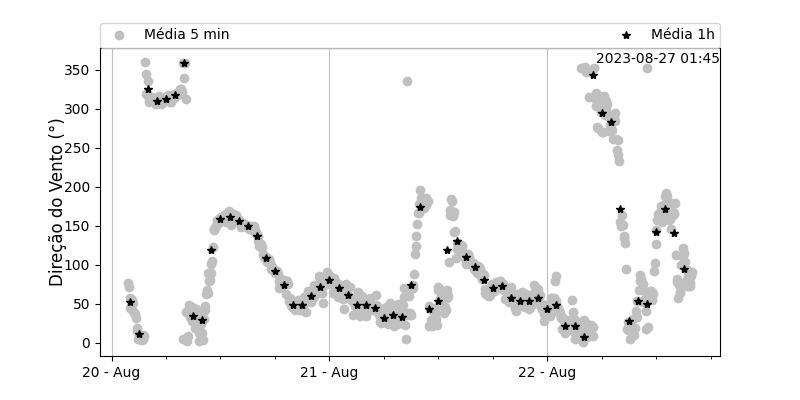 Média 5 min
Média 1h
2023-08-27 01:45
Direção do Vento (°)
350
300
250
200
150
100
50
0
20 - Aug
21 - Aug
22 - Aug